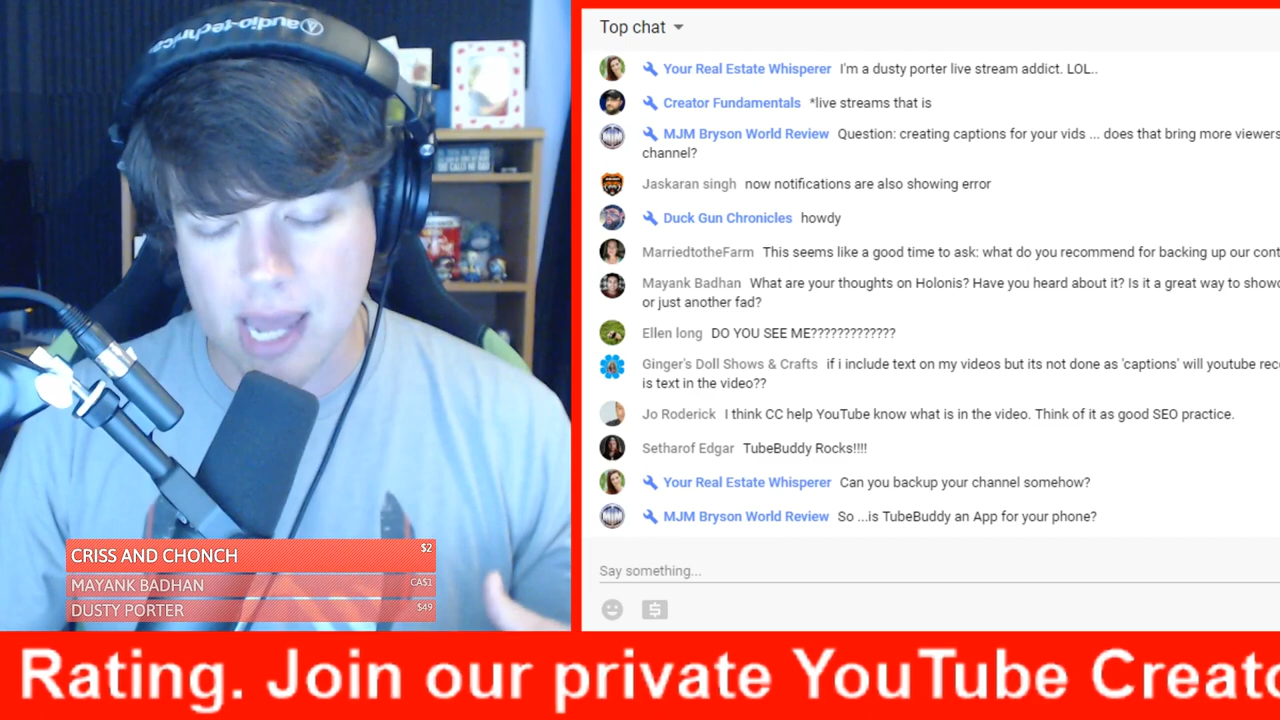 audio-technica
Top chat
Your Real Estate Whisperer I'm a dusty porter live stream addict. LOL..
Creator Fundamentals *live streams that is
MJM Bryson World Review Question: creating captions for your vids ... does that bring more viewers
channel?
Jaskaran singh now notifications are also showing error
Duck Gun Chronicles howdy
MarriedtotheFarm This seems like a good time to ask: what do you recommend for backing up our cont
Mayank Badhan What are your thoughts on Holonis? Have you heard about it? Is it a great way to show
or just another fad?
Ellen long DO YOU SEE ME?????????????
Ginger's Doll Shows & Crafts if i include text on my videos but its not done as 'captions' will youtube rec
is text in the video??
Jo Roderick I think CC help YouTube know what is in the video. Think of it as good SEO practice.
Setharof Edgar TubeBuddy Rocks!!!!
Your Real Estate Whisperer Can you backup your channel somehow?
MJM Bryson World Review So ...is TubeBuddy an App for your phone?
Say something...
CRISS AND CHONCH $2
MAYANK BADHAN CA$1
DUSTY PORTER $49
Rating. Join our private YouTube Creato